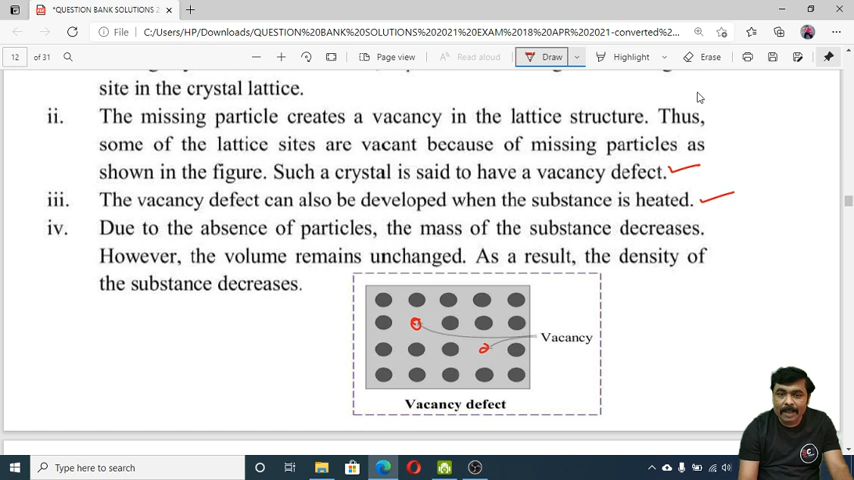 *QUESTION BANK SOLUTIONS 2
File
C:/Users/HP/Downloads/QUESTION%20BANK%20SOLUTIONS%202021%20EXAM%2018%20APR%202021-converted%2...
12 of 31
Page view
Read aloud
Draw
Highlight
Erase
site in the crystal lattice.
ii. The missing particle creates a vacancy in the lattice structure. Thus,
some of the lattice sites are vacant because of missing particles as
shown in the figure. Such a crystal is said to have a vacancy defect.
iii. The vacancy defect can also be developed when the substance is heated.
iv. Due to the absence of particles, the mass of the substance decreases.
However, the volume remains unchanged. As a result, the density of
the substance decreases.
Vacancy
Vacancy defect
Type here to search